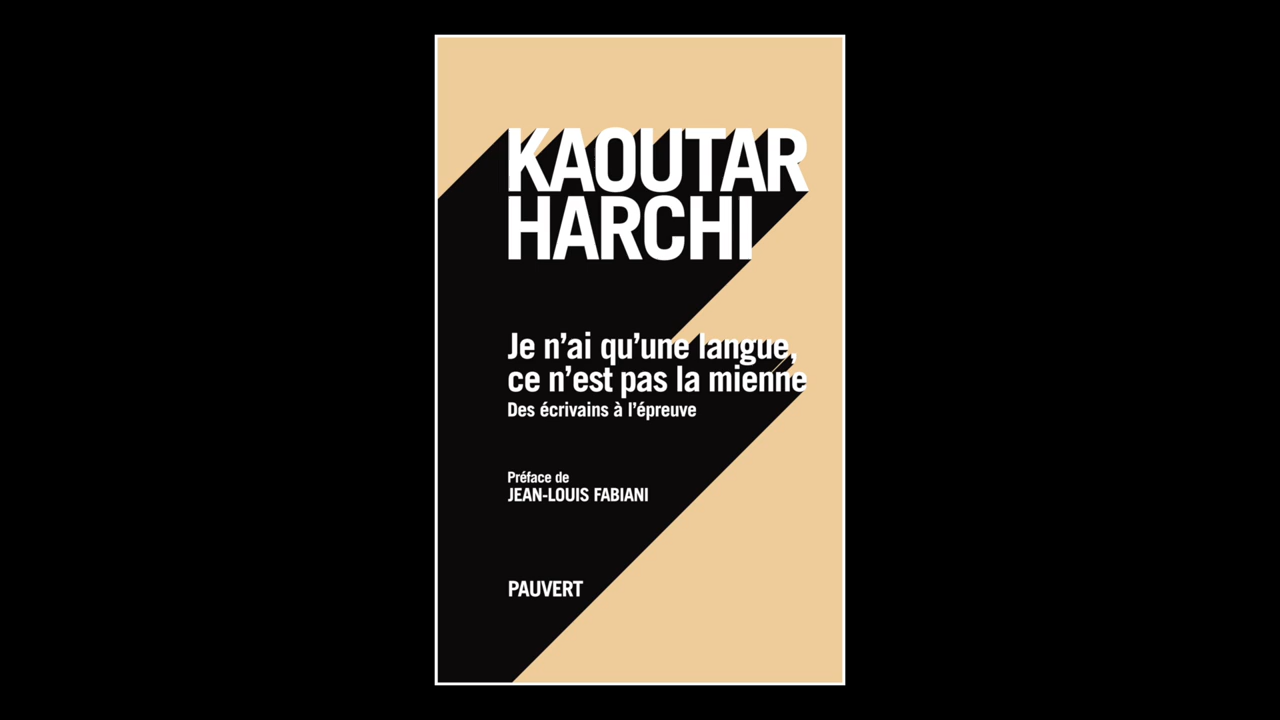 KAOUTAR
HARCHI
Je n’ai qu’une langue,
ce n’est pas la mienne
Des écrivains à l’épreuve
Préface de
JEAN-LOUIS FABIANI
PAUVERT